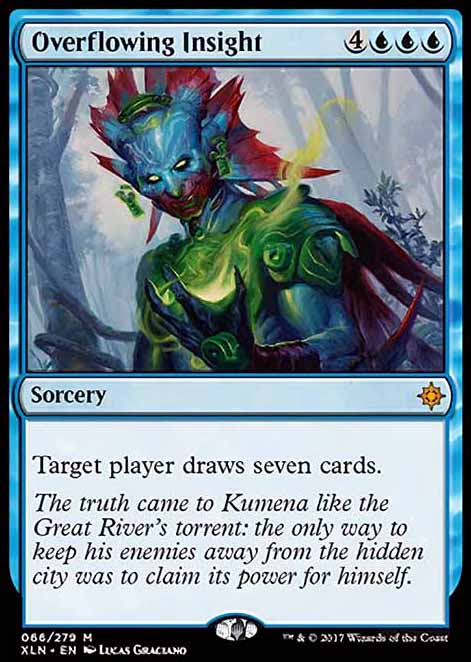 Overflowing Insight 4
Sorcery
Target player draws seven cards.
The truth came to Kumena like the
Great River's torrent: the only way to
keep his enemies away from the hidden
city was to claim its power for himself.
066/279 M
XLN • EN Lucas Graciano
™ & © 2017 Wizards of the Coast